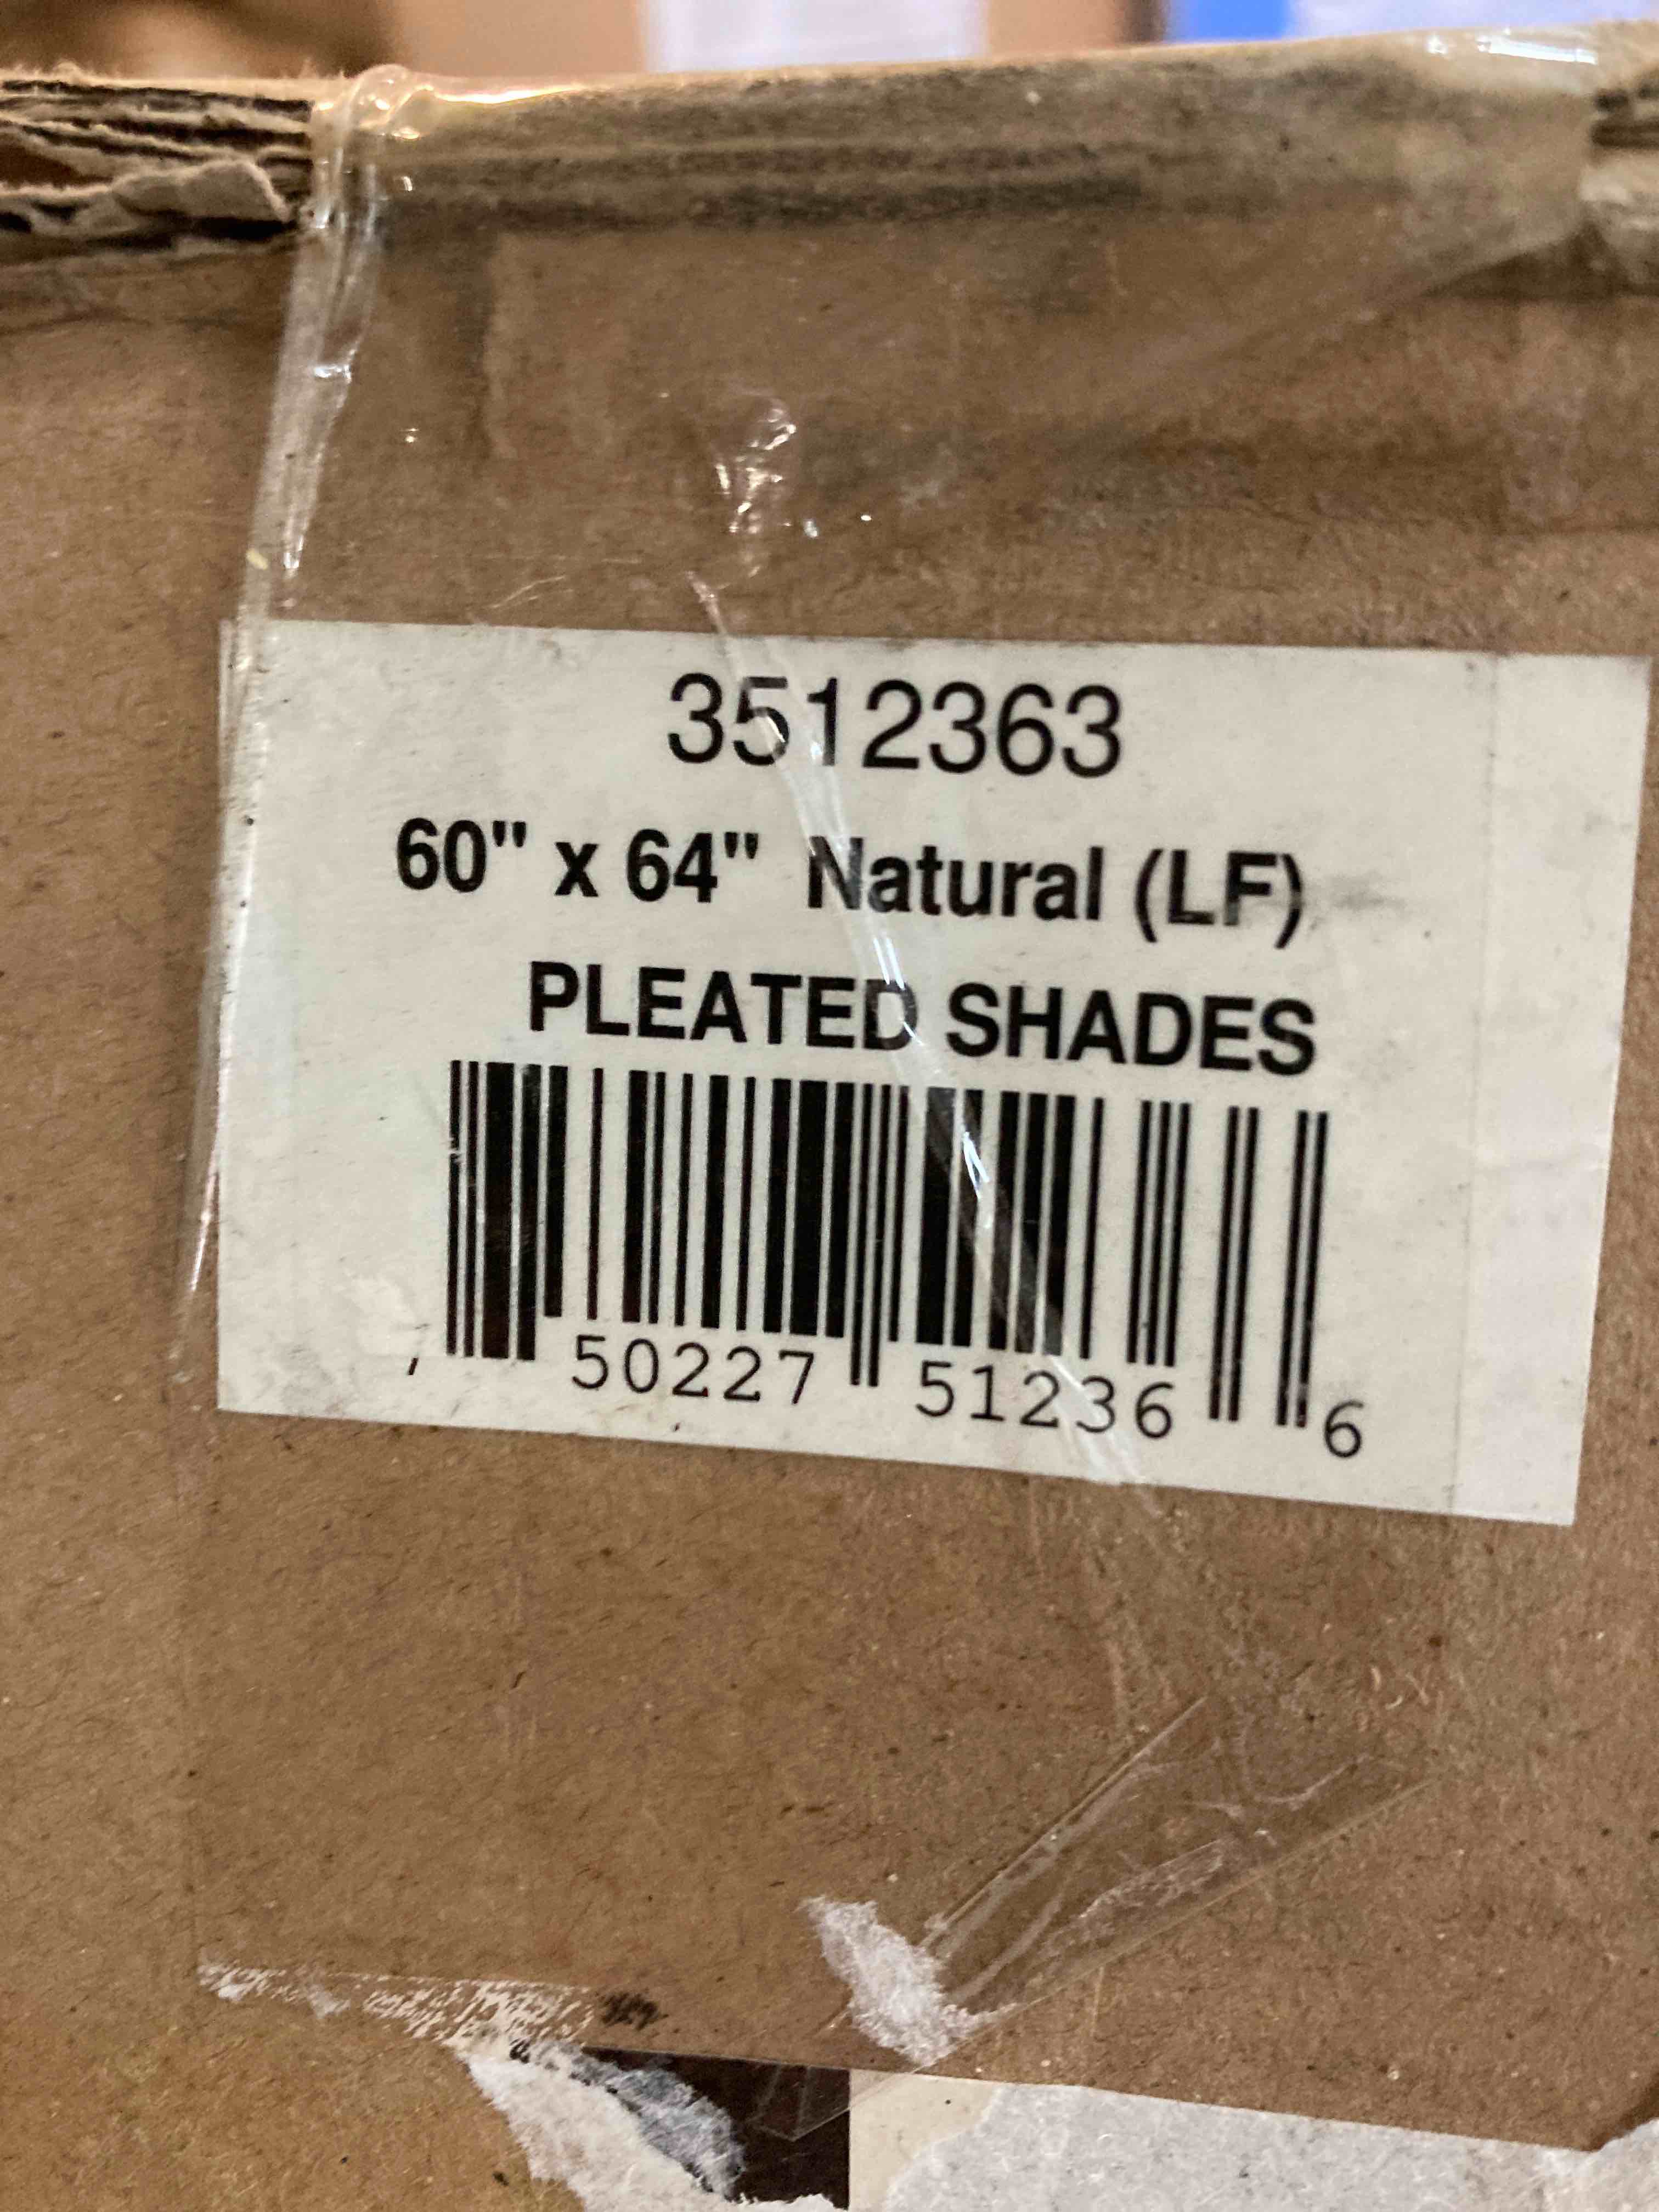 3512363
60" x 64" Natural (LF)
PLEATED SHADES
50227 51236 6